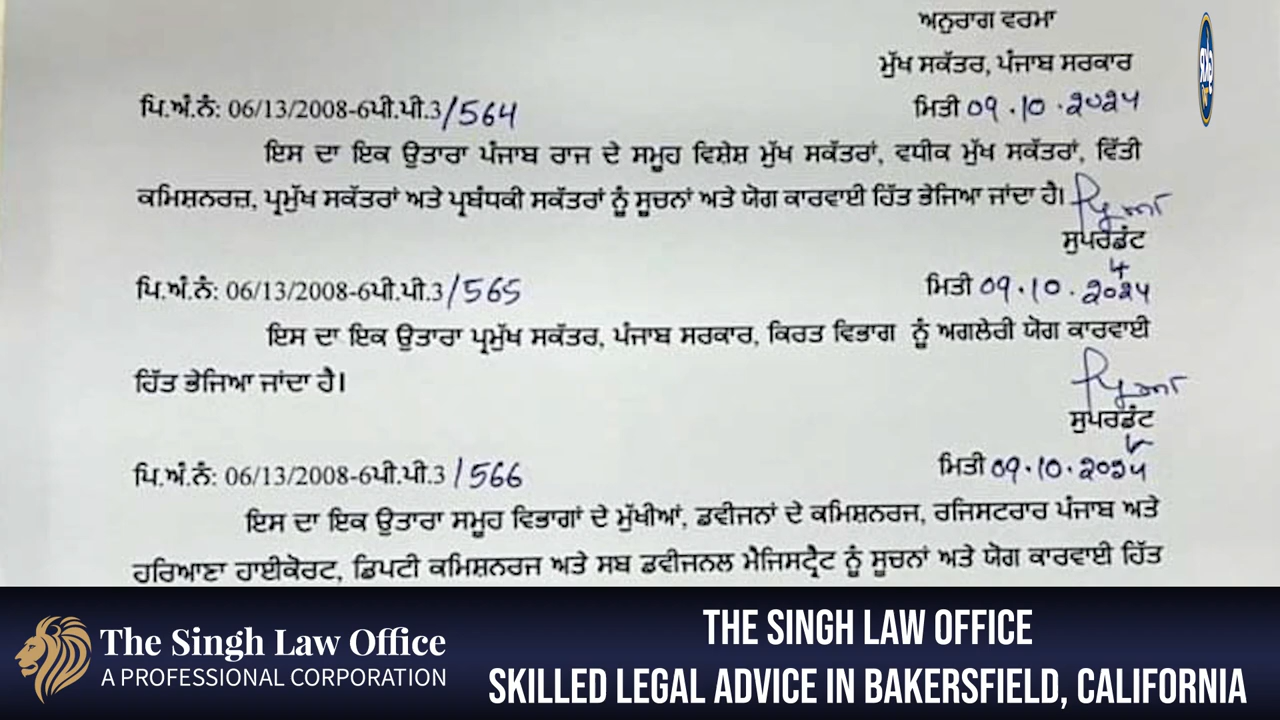 ਅਨੁਰਾਗ ਵਰਮਾ
ਮੁੱਖ ਸਕੱਤਰ, ਪੰਜਾਬ ਸਰਕਾਰ
ਪਿ.ਅੰ.ਨੰ: 06/13/2008-6ਪੀ.ਪੀ.3/564 ਮਿਤੀ 09.10.2024
ਇਸ ਦਾ ਇਕ ਉਤਾਰਾ ਪੰਜਾਬ ਰਾਜ ਦੇ ਸਮੂਹ ਵਿਸ਼ੇਸ਼ ਮੁੱਖ ਸਕੱਤਰਾਂ, ਵਧੀਕ ਮੁੱਖ ਸਕੱਤਰਾਂ, ਵਿੱਤੀ
ਕਮਿਸ਼ਨਰਜ਼, ਪ੍ਰਮੁੱਖ ਸਕੱਤਰਾਂ ਅਤੇ ਪ੍ਰਬੰਧਕੀ ਸਕੱਤਰਾਂ ਨੂੰ ਸੂਚਨਾਂ ਅਤੇ ਯੋਗ ਕਾਰਵਾਈ ਹਿੱਤ ਭੇਜਿਆ ਜਾਂਦਾ ਹੈ।
ਸੁਪਰਡੰਟ
ਪਿ.ਅੰ.ਨੰ: 06/13/2008-6ਪੀ.ਪੀ.3/565 ਮਿਤੀ 09.10.2024
ਇਸ ਦਾ ਇਕ ਉਤਾਰਾ ਪ੍ਰਮੁੱਖ ਸਕੱਤਰ, ਪੰਜਾਬ ਸਰਕਾਰ, ਕਿਰਤ ਵਿਭਾਗ ਨੂੰ ਅਗਲੇਰੀ ਯੋਗ ਕਾਰਵਾਈ
ਹਿੱਤ ਭੇਜਿਆ ਜਾਂਦਾ ਹੈ।
ਸੁਪਰਡੰਟ
ਪਿ.ਅੰ.ਨੰ: 06/13/2008-6ਪੀ.ਪੀ.3/566 ਮਿਤੀ 09.10.2024
ਇਸ ਦਾ ਇਕ ਉਤਾਰਾ ਸਮੂਹ ਵਿਭਾਗਾਂ ਦੇ ਮੁੱਖੀਆਂ, ਡਵੀਜਨਾਂ ਦੇ ਕਮਿਸ਼ਨਰਜ, ਰਜਿਸਟਰਾਰ ਪੰਜਾਬ ਅਤੇ
ਹਰਿਆਣਾ ਹਾਈਕੋਰਟ, ਡਿਪਟੀ ਕਮਿਸ਼ਨਰਜ ਅਤੇ ਸਬ ਡਵੀਜਨਲ ਮੈਜਿਸਟ੍ਰੈਟ ਨੂੰ ਸੂਚਨਾਂ ਅਤੇ ਯੋਗ ਕਾਰਵਾਈ ਹਿੱਤ
The Singh Law Office
A PROFESSIONAL CORPORATION
THE SINGH LAW OFFICE
SKILLED LEGAL ADVICE IN BAKERSFIELD, CALIFORNIA